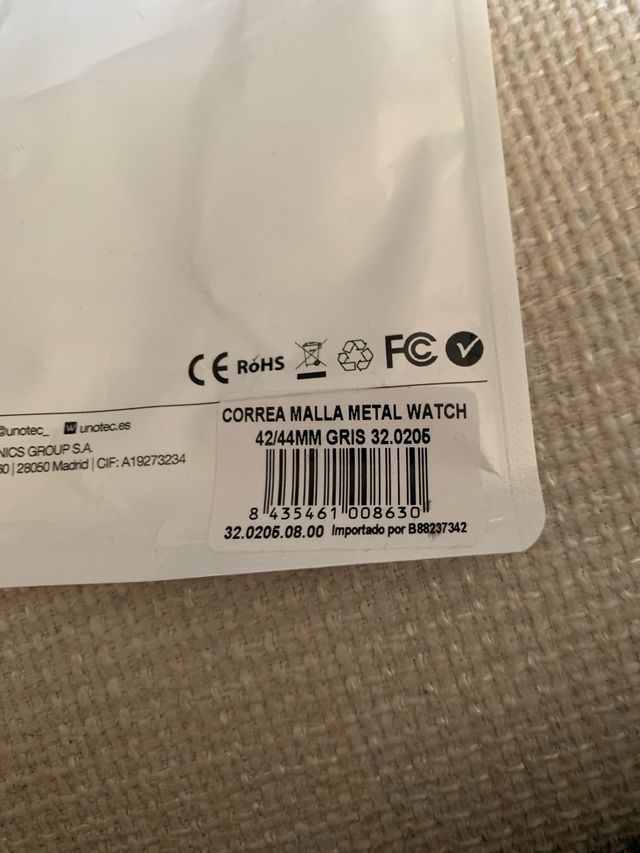 CE RoHS FC
@unotec_ unotec.es
NICS GROUP S.A.
60 | 28050 Madrid | CIF: A19273234
CORREA MALLA METAL WATCH
42/44MM GRIS 32.0205
8 435461 008630
32.0205.08.00 Importado por B88237342